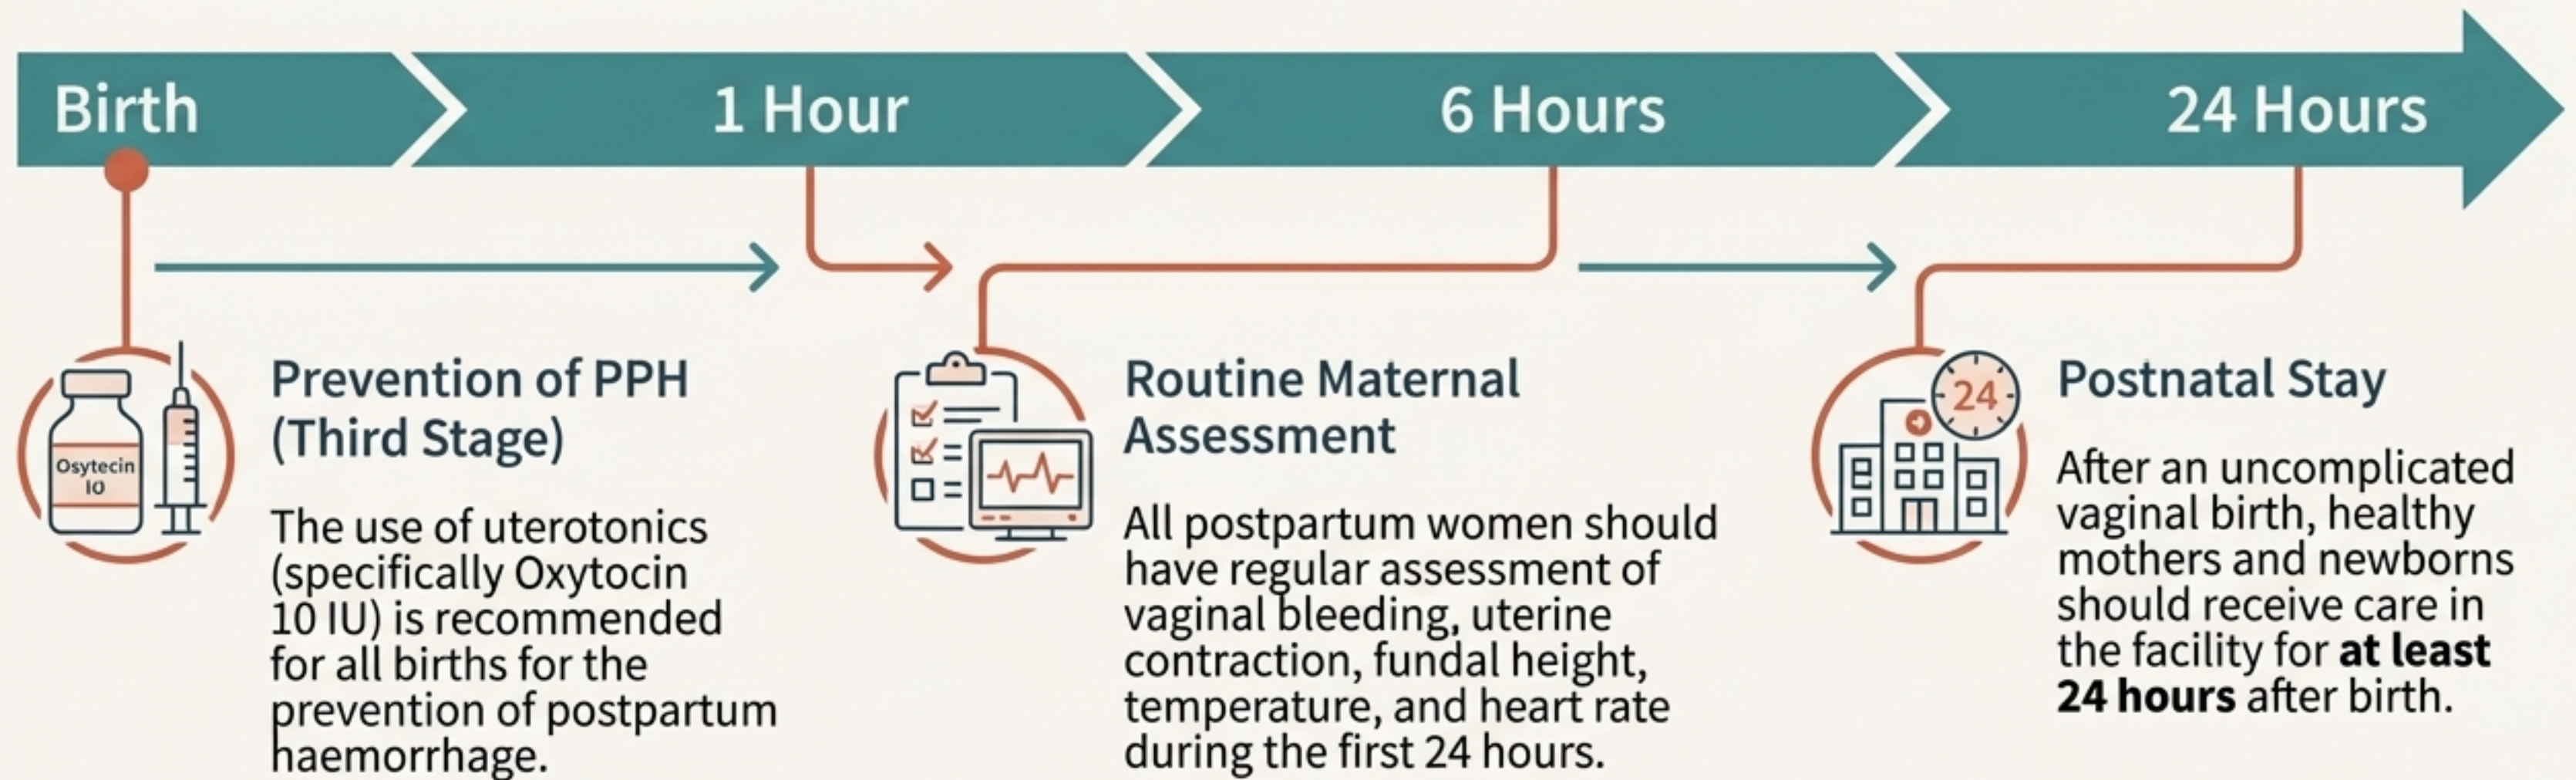 Birth
1 Hour
6 Hours
24 Hours
Osytecin
10
Prevention of PPH
(Third Stage)
The use of uterotonics
(specifically Oxytocin
10 IU) is recommended
for all births for the
prevention of postpartum
haemorrhage.
Routine Maternal
Assessment
All postpartum women should
have regular assessment of
vaginal bleeding, uterine
contraction, fundal height,
temperature, and heart rate
during the first 24 hours.
24
Postnatal Stay
After an uncomplicated
vaginal birth, healthy
mothers and newborns
should receive care in
the facility for at least
24 hours after birth.